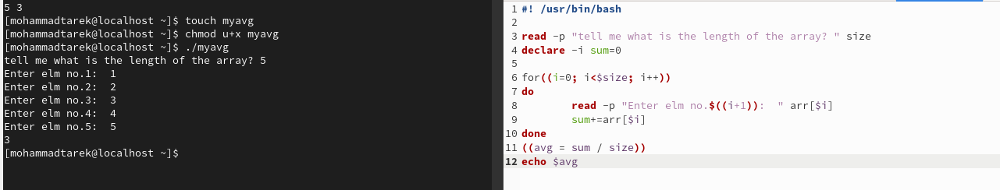 5 3
[mohammadtarek@localhost ~]$ touch myavg
[mohammadtarek@localhost ~]$ chmod u+x myavg
[mohammadtarek@localhost ~]$ ./myavg
tell me what is the length of the array? 5
Enter elm no.1:  1
Enter elm no.2:  2
Enter elm no.3:  3
Enter elm no.4:  4
Enter elm no.5:  5
3
[mohammadtarek@localhost ~]$
1 #! /usr/bin/bash
2
3 read -p "tell me what is the length of the array? " size
4 declare -i sum=0
5
6 for((i=0; i<$size; i++))
7 do
8         read -p "Enter elm no.$((i+1)):  " arr[$i]
9         sum+=arr[$i]
10 done
11 ((avg = sum / size))
12 echo $avg